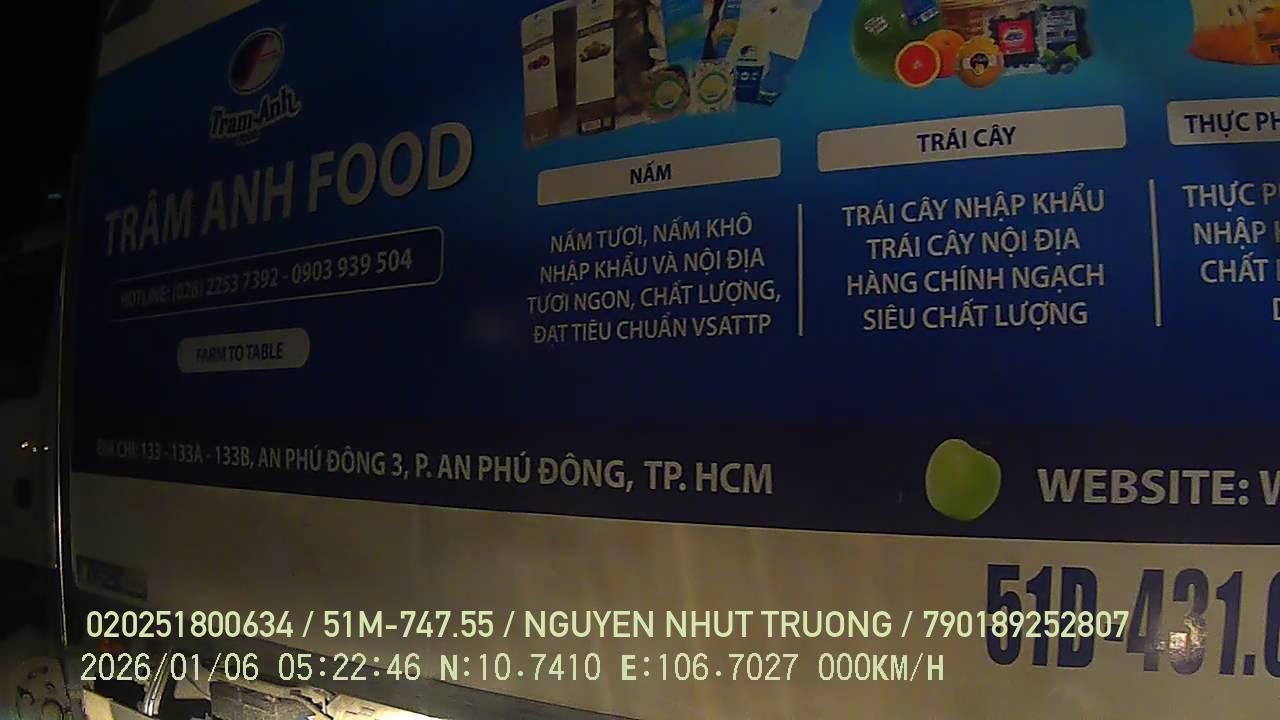 Trâm-Anh
TRÂM ANH FOOD
HOTLINE: (028) 2253 7392 - 0903 939 504
FARM TO TABLE
NẤM
NẤM TƯƠI, NẤM KHÔ
NHẬP KHẨU VÀ NỘI ĐỊA
TƯƠI NGON, CHẤT LƯỢNG,
ĐẠT TIÊU CHUẨN VSATTP
TRÁI CÂY
TRÁI CÂY NHẬP KHẨU
TRÁI CÂY NỘI ĐỊA
HÀNG CHÍNH NGẠCH
SIÊU CHẤT LƯỢNG
THỰC PH
THỰC P
NHẬP
CHẤT
ĐỊA CHỈ: 133 - 133A - 133B, AN PHÚ ĐÔNG 3, P. AN PHÚ ĐÔNG, TP. HCM
WEBSITE: W
51D-431.0
020251800634 / 51M-747.55 / NGUYEN NHUT TRUONG / 790189252807
2026/01/06 05:22:46 N:10.7410 E:106.7027 000KM/H